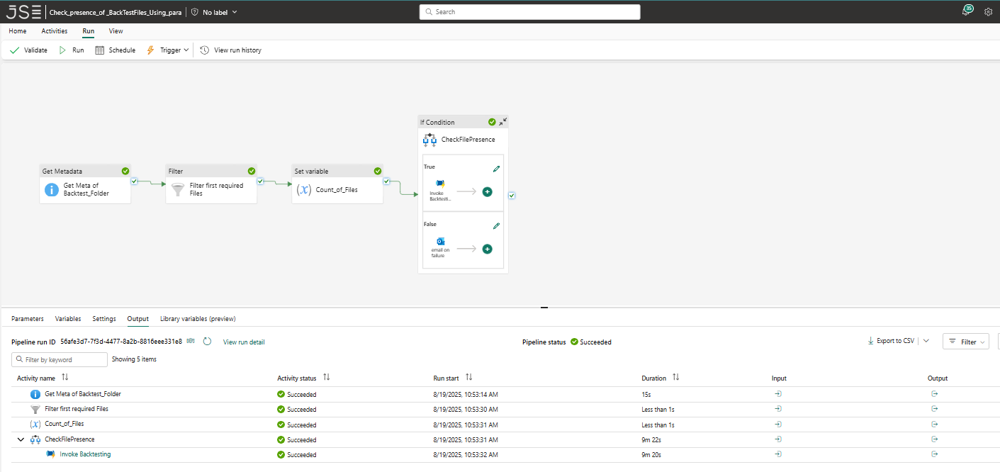 JSE
Check_presence_of _BackTestFiles_Using_para
No label
Search
35
Home
Activities
Run
View
Validate
Run
Schedule
Trigger
View run history
If Condition
CheckFilePresence
True
Invoke
Backtesti...
False
email on
failure
Get Metadata
Get Meta of
Backtest_Folder
Filter
Filter first required
Files
Set variable
(x)
Count_of_Files
Parameters
Variables
Settings
Output
Library variables (preview)
Pipeline run ID
56afe3d7-7f3d-4477-8a2b-8816eee331e8
View run detail
Pipeline status
Succeeded
Export to CSV
Filter
Filter by keyword
Showing 5 items
Activity name
Activity status
Run start
Duration
Input
Output
Get Meta of Backtest_Folder
Succeeded
8/19/2025, 10:53:14 AM
15s
Filter first required Files
Succeeded
8/19/2025, 10:53:30 AM
Less than 1s
(x)
Count_of_Files
Succeeded
8/19/2025, 10:53:31 AM
Less than 1s
CheckFilePresence
Succeeded
8/19/2025, 10:53:31 AM
9m 22s
Invoke Backtesting
Succeeded
8/19/2025, 10:53:32 AM
9m 20s